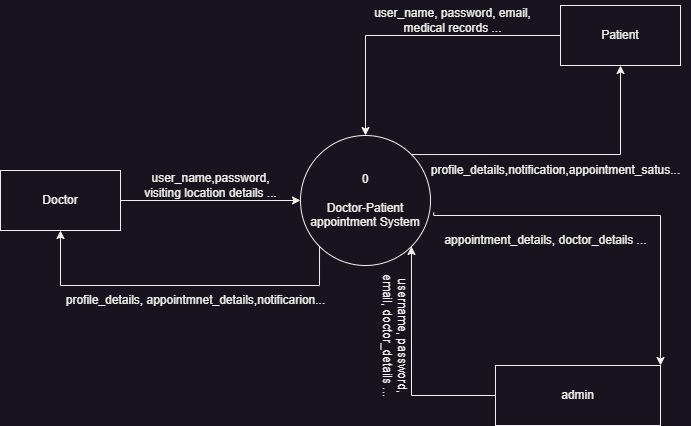 user_name, password, email,
medical records ...
Patient
0
Doctor-Patient
appointment System
profile_details,notification,appointment_satus...
user_name,password,
visiting location details ...
Doctor
appointment_details, doctor_details ...
profile_details, appointmnet_details,notificarion...
username, password,
email, doctor_details ...
admin